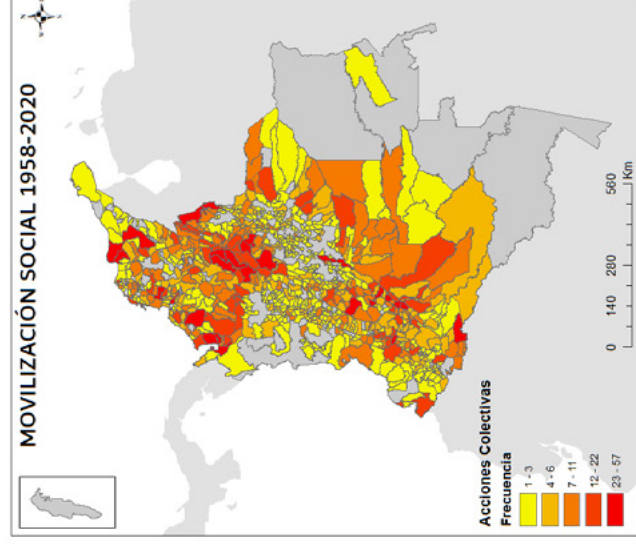 MOVILIZACIÓN SOCIAL 1958-2020
Acciones Colectivas
Frecuencia
1 - 3
4 - 6
7 - 11
12 - 22
23 - 57
0 140 280 560
Km